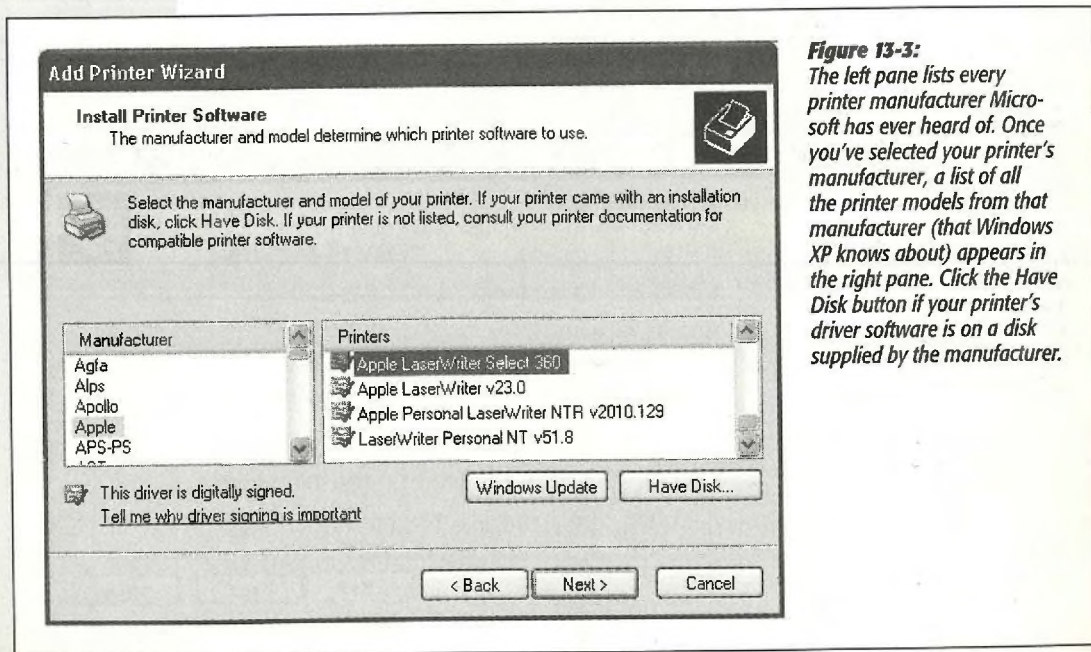 Add Printer Wizard
Install Printer Software
The manufacturer and model determine which printer software to use.
Select the manufacturer and model of your printer. If your printer came with an installation
disk, click Have Disk. If your printer is not listed, consult your printer documentation for
compatible printer software.
Manufacturer
Agfa
Alps
Apollo
Apple
APS-PS
Printers
Apple LaserWriter Select 360
Apple LaserWriter v23.0
Apple Personal LaserWriter NTR v2010.129
LaserWriter Personal NT v51.8
This driver is digitally signed.
Tell me why driver signing is important
Windows Update
Have Disk...
< Back
Next >
Cancel
Figure 13-3:
The left pane lists every
printer manufacturer Micro-
soft has ever heard of. Once
you've selected your printer's
manufacturer, a list of all
the printer models from that
manufacturer (that Windows
XP knows about) appears in
the right pane. Click the Have
Disk button if your printer's
driver software is on a disk
supplied by the manufacturer.